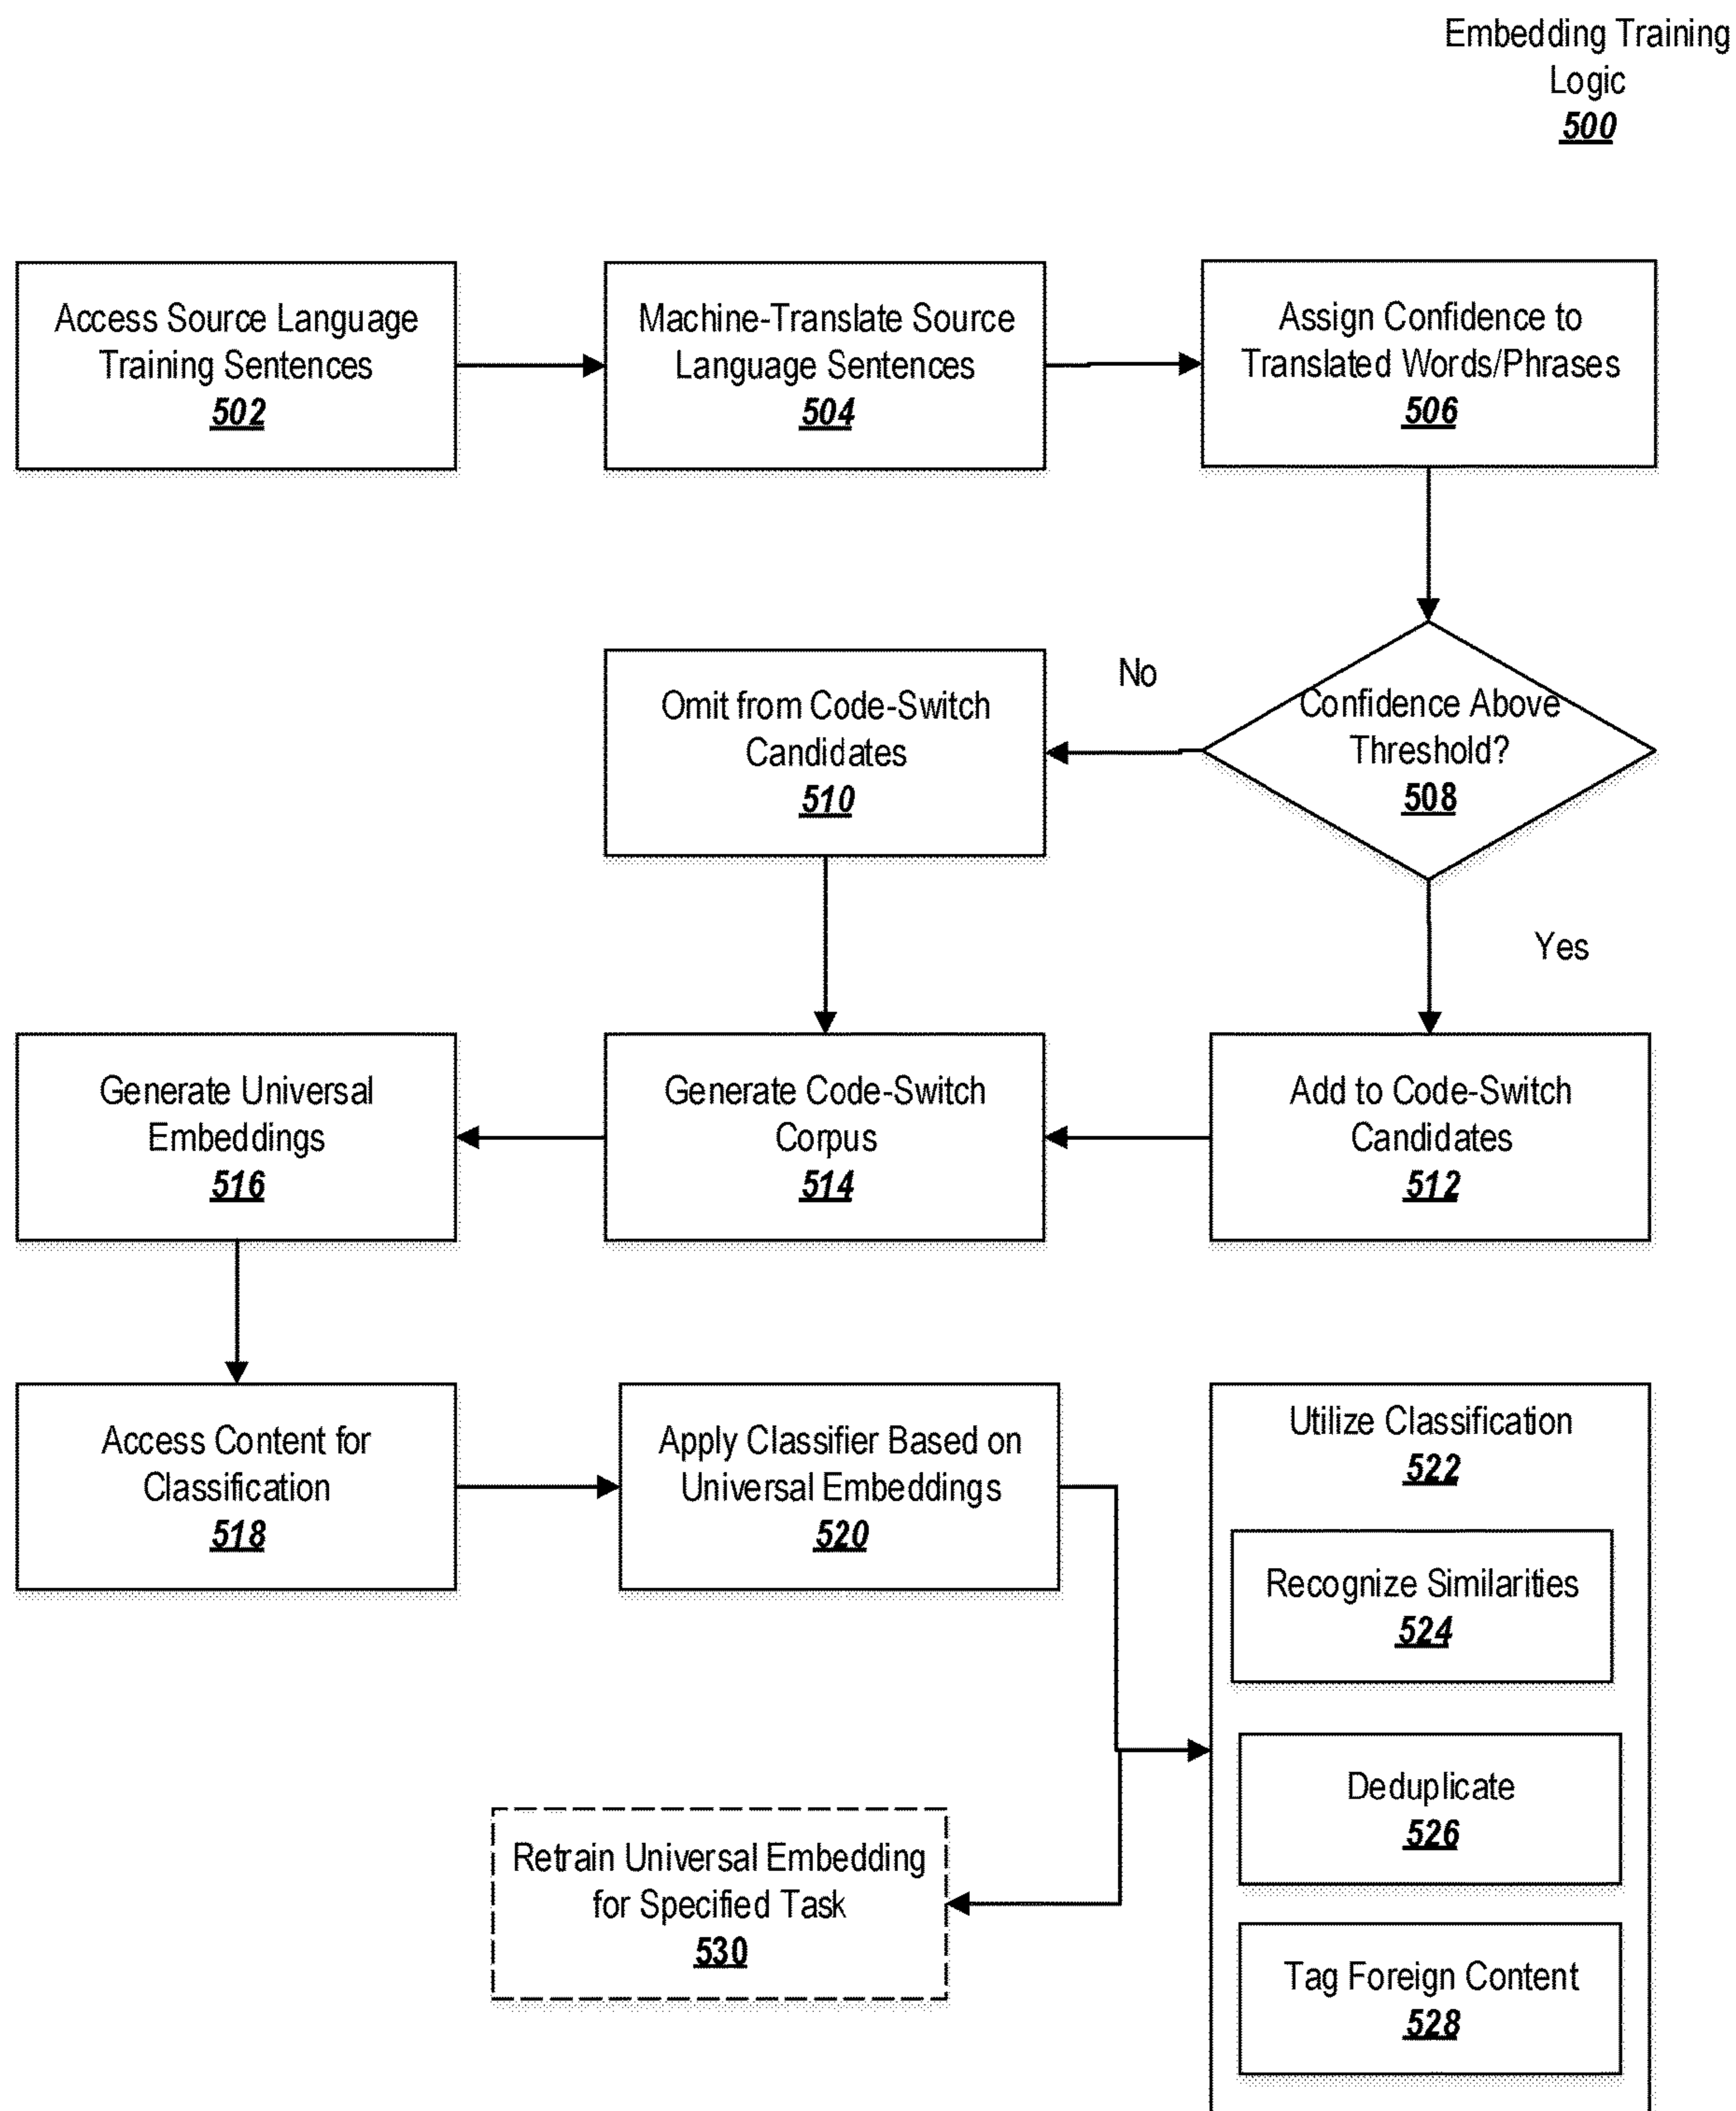 Embedding Training
Logic
500
Access Source Language
Training Sentences
502
Machine-Translate Source
Language Sentences
504
Assign Confidence to
Translated Words/Phrases
506
Confidence Above
Threshold?
508
No
Yes
Omit from Code-Switch
Candidates
510
Add to Code-Switch
Candidates
512
Generate Code-Switch
Corpus
514
Generate Universal
Embeddings
516
Access Content for
Classification
518
Apply Classifier Based on
Universal Embeddings
520
Utilize Classification
522
Recognize Similarities
524
Deduplicate
526
Tag Foreign Content
528
Retrain Universal Embedding
for Specified Task
530